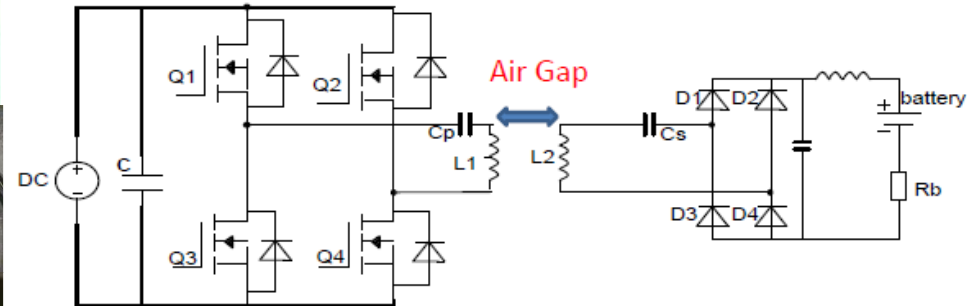 Q1
Q2
Air Gap
D1 D2
battery
+
-
Cp
Cs
L1
L2
DC
+
-
C
Rb
D3 D4
Q3
Q4